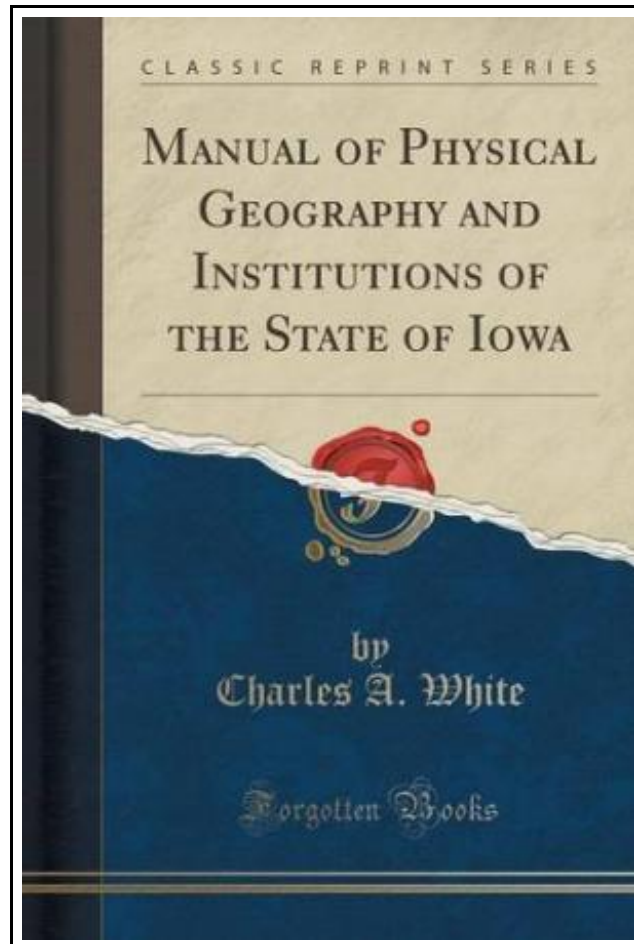 CLASSIC REPRINT SERIES
MANUAL OF PHYSICAL
GEOGRAPHY AND
INSTITUTIONS OF
THE STATE OF IOWA
by
Charles A. White
Forgotten Books